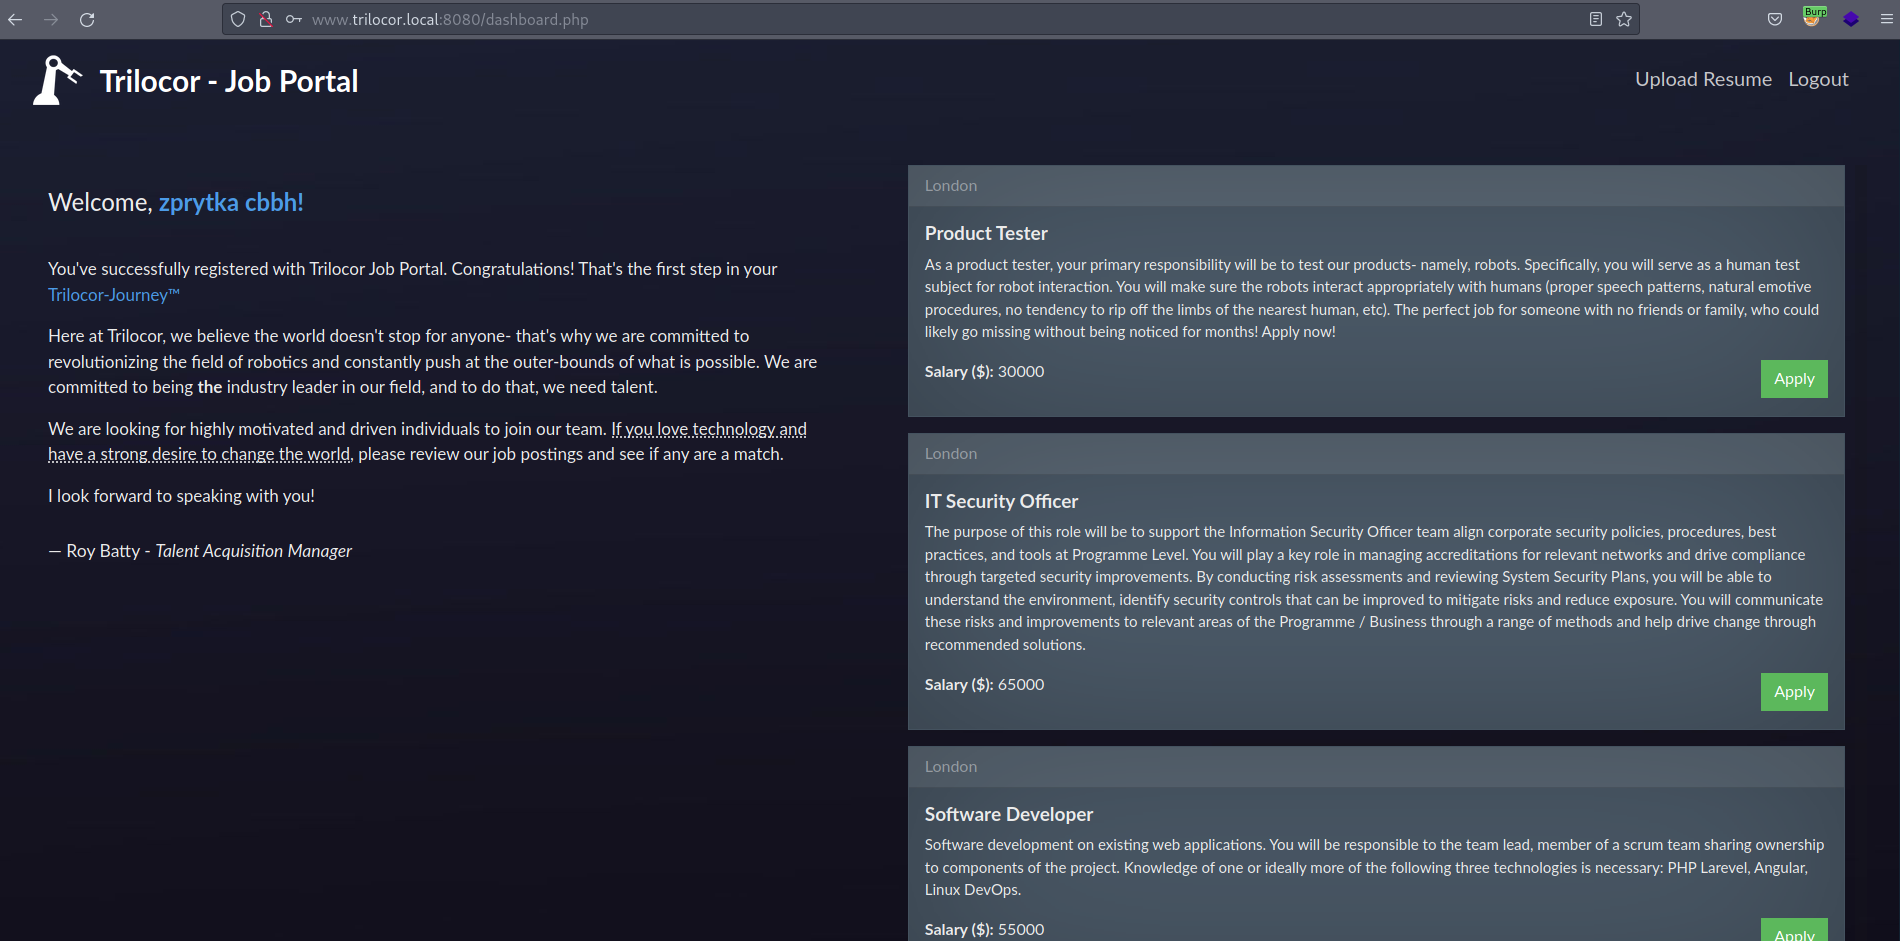 www.trilocor.local:8080/dashboard.php
Burp
Trilocor - Job Portal
Upload Resume Logout
Welcome, zprytka cbbh!
You've successfully registered with Trilocor Job Portal. Congratulations! That's the first step in your
Trilocor-Journey™
Here at Trilocor, we believe the world doesn't stop for anyone- that's why we are committed to
revolutionizing the field of robotics and constantly push at the outer-bounds of what is possible. We are
committed to being the industry leader in our field, and to do that, we need talent.
We are looking for highly motivated and driven individuals to join our team. If you love technology and
have a strong desire to change the world, please review our job postings and see if any are a match.
I look forward to speaking with you!
— Roy Batty - Talent Acquisition Manager
London
Product Tester
As a product tester, your primary responsibility will be to test our products- namely, robots. Specifically, you will serve as a human test
subject for robot interaction. You will make sure the robots interact appropriately with humans (proper speech patterns, natural emotive
procedures, no tendency to rip off the limbs of the nearest human, etc). The perfect job for someone with no friends or family, who could
likely go missing without being noticed for months! Apply now!
Salary ($): 30000
Apply
London
IT Security Officer
The purpose of this role will be to support the Information Security Officer team align corporate security policies, procedures, best
practices, and tools at Programme Level. You will play a key role in managing accreditations for relevant networks and drive compliance
through targeted security improvements. By conducting risk assessments and reviewing System Security Plans, you will be able to
understand the environment, identify security controls that can be improved to mitigate risks and reduce exposure. You will communicate
these risks and improvements to relevant areas of the Programme / Business through a range of methods and help drive change through
recommended solutions.
Salary ($): 65000
Apply
London
Software Developer
Software development on existing web applications. You will be responsible to the team lead, member of a scrum team sharing ownership
to components of the project. Knowledge of one or ideally more of the following three technologies is necessary: PHP Larevel, Angular,
Linux DevOps.
Salary ($): 55000
Apply